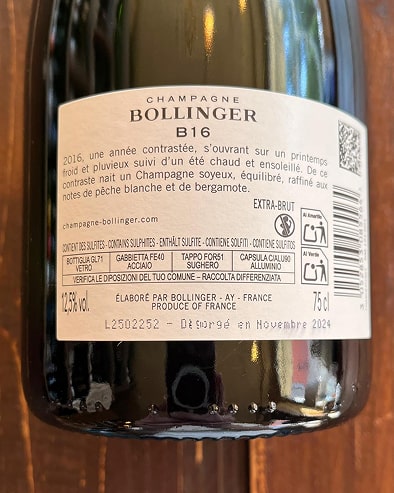 CHAMPAGNE
BOLLINGER
B16
2016, une année contrastée, s'ouvrant sur un printemps
froid et pluvieux suivi d'un été chaud et ensoleillé. De ce
contraste naît un Champagne soyeux, équilibré, raffiné aux
notes de pêche blanche et de bergamote.
EXTRA-BRUT
champagne-bollinger.com
CONTIENT DES SULFITES - CONTAINS SULPHITES - ENTHÄLT SULFITE - CONTIENE SOLFITI - CONTIENE SULFITOS
BOTTIGLIA GL71 GABBIETTA FE40 TAPPO FOR51 CAPSULA C/ALU90
VETRO ACCIAIO SUGHERO ALLUMINIO
VERIFICA LE DISPOSIZIONI DEL TUO COMUNE – RACCOLTA DIFFERENZIATA
12,5% vol. ÉLABORÉ PAR BOLLINGER - AY - FRANCE 75 cl
PRODUCE OF FRANCE
L2502252 - Dégorgé en Novembre 2024